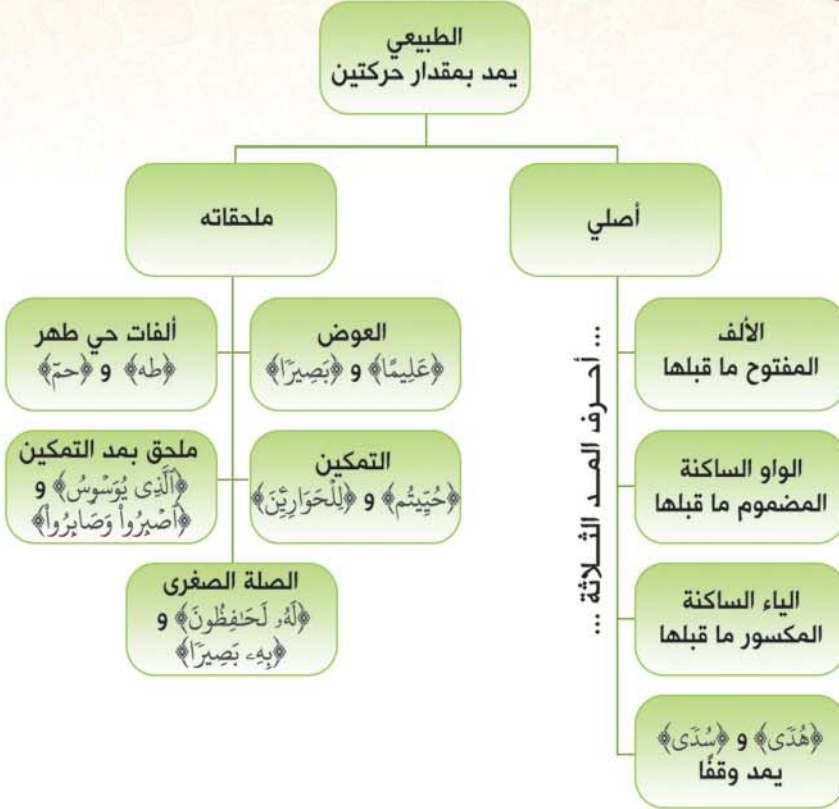 الطبيعي
يمد بمقدار حركتين
أصلي
... أحرف المد الثلاثة ...
الألف
المفتوح ما قبلها
الواو الساكنة
المضموم ما قبلها
الياء الساكنة
المكسور ما قبلها
﴿هُدٗى﴾ و ﴿سُدٗى﴾
يمد وقفًا
ملحقاته
العوض
﴿عَلِيمًا﴾ و ﴿بَصِيرٗا﴾
ألفات حي طهر
﴿طه﴾ و ﴿حمٓ﴾
التمكين
﴿حُيِّيتُم﴾ و ﴿لِلۡحَوَارِيِّـۧنَ﴾
ملحق بمد التمكين
﴿ٱلَّذِي يُوَسۡوِسُ﴾ و
﴿ٱصۡبِرُواْ وَصَابِرُواْ﴾
الصلة الصغرى
﴿لَهُۥ لَحَٰفِظُونَ﴾ و
﴿بِهِۦ بَصِيرٗا﴾